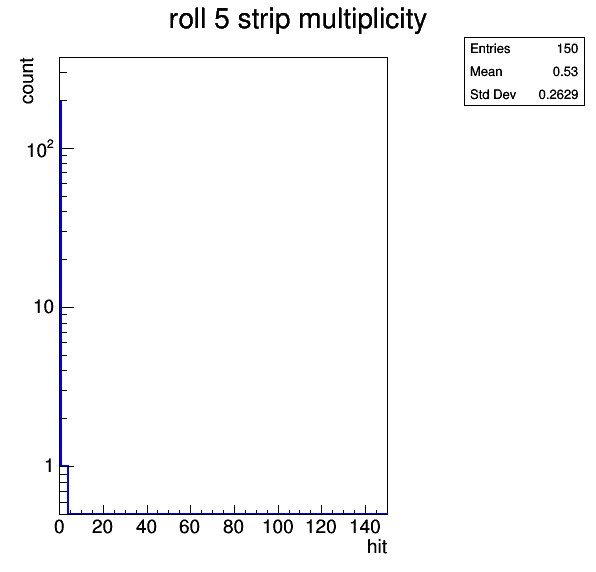 roll 5 strip multiplicity
Entries 150
Mean 0.53
Std Dev 0.2629
count
10²
10
1
0 20 40 60 80 100 120 140
hit